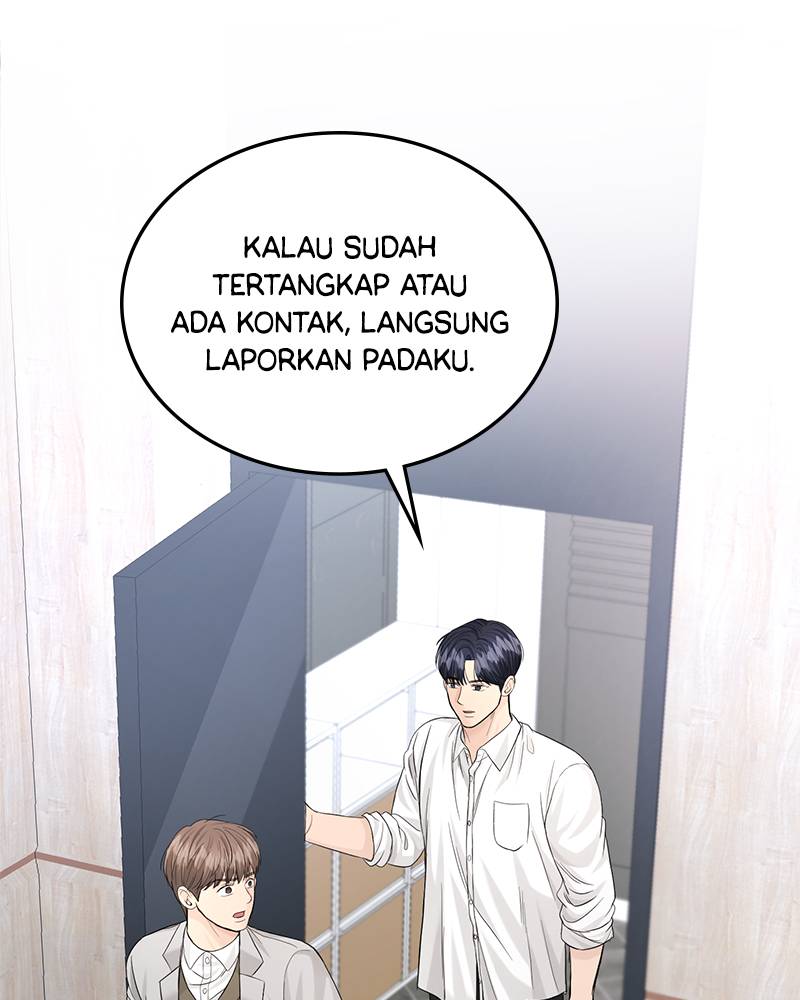 KALAU SUDAH
TERTANGKAP ATAU
ADA KONTAK, LANGSUNG
LAPORKAN PADAKU.